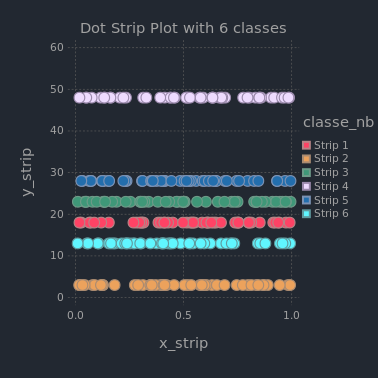 Dot Strip Plot with 6 classes
60
50
40
30
20
10
0
0.0
0.5
1.0
x_strip
y_strip
classe_nb
Strip 1
Strip 2
Strip 3
Strip 4
Strip 5
Strip 6